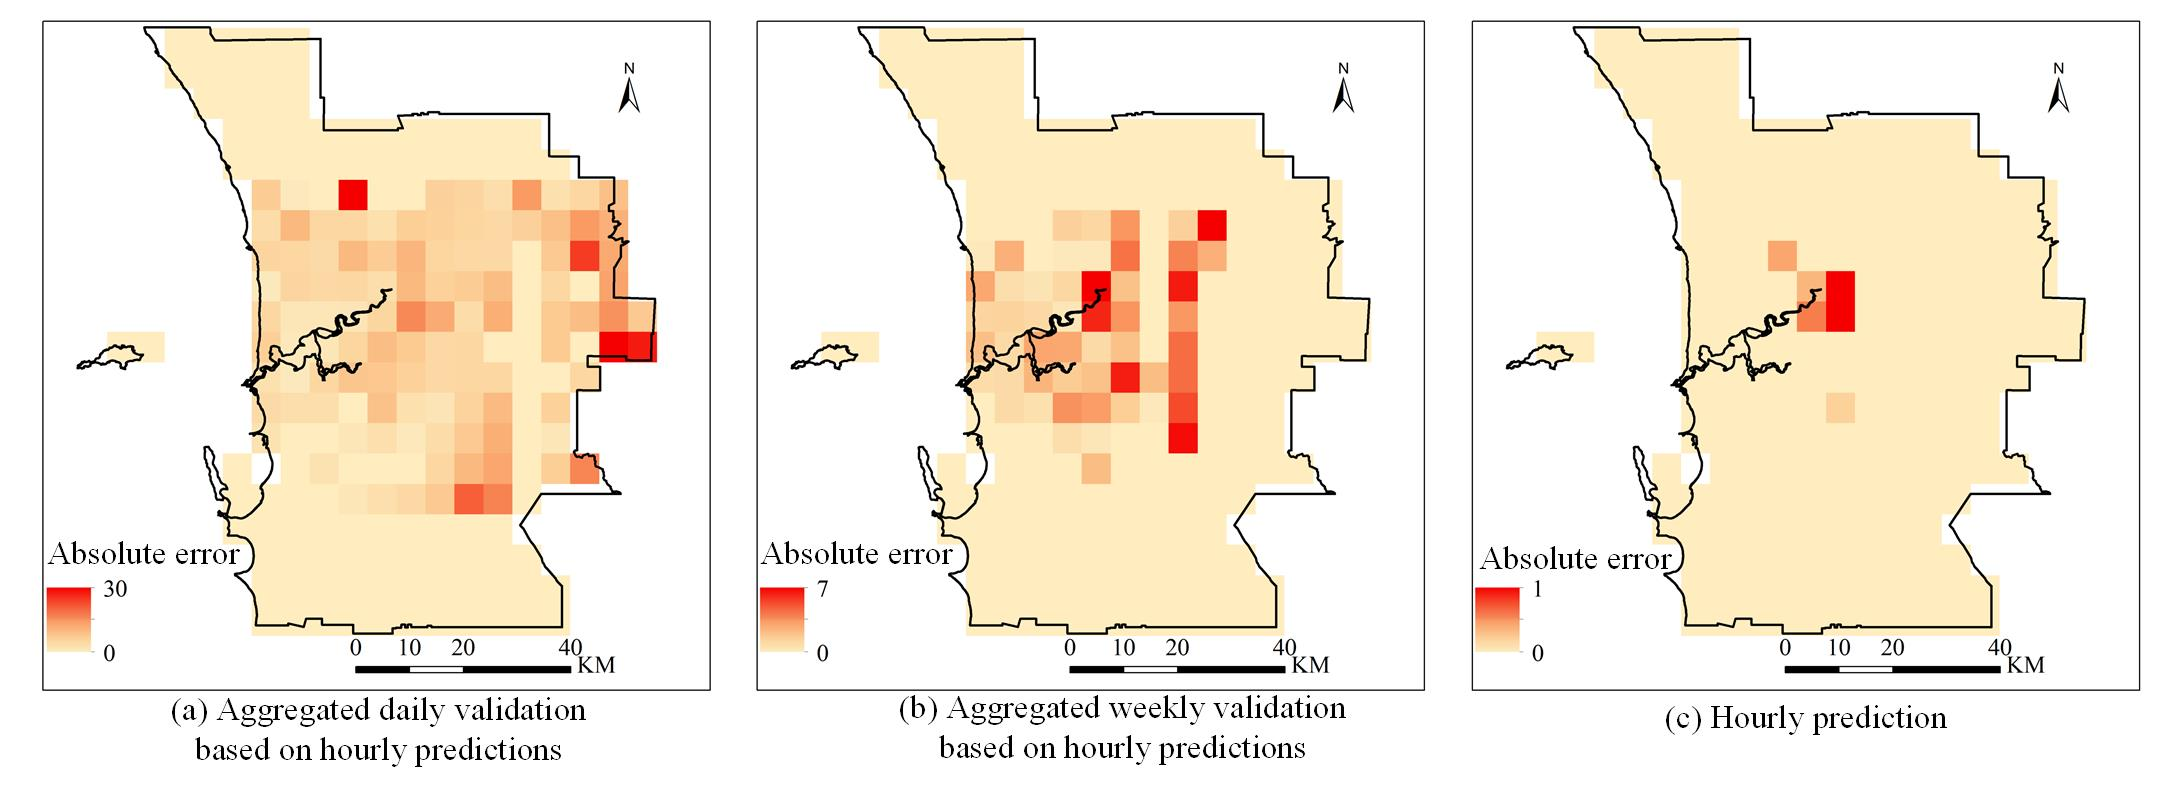 N
Absolute error
30
0
0 10 20 40
KM
(a) Aggregated daily validation
based on hourly predictions
N
Absolute error
7
0
0 10 20 40
KM
(b) Aggregated weekly validation
based on hourly predictions
N
Absolute error
1
0
0 10 20 40
KM
(c) Hourly prediction